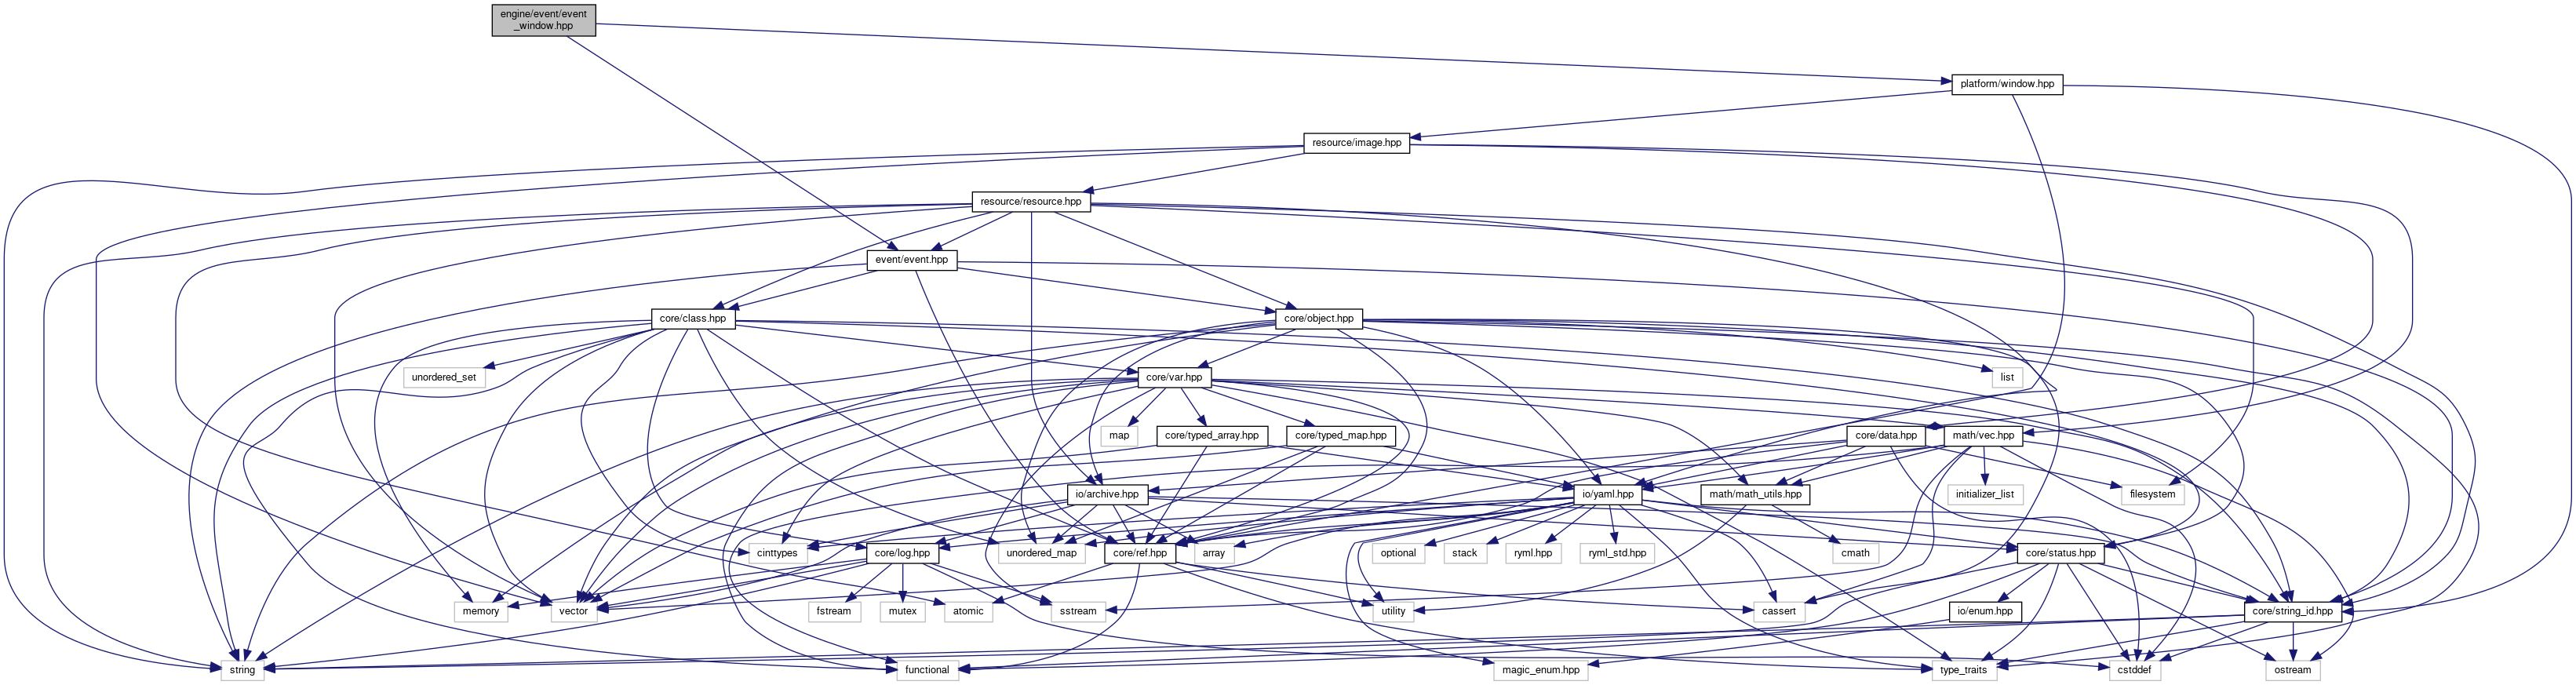 engine/event/event
_window.hpp
platform/window.hpp
resource/image.hpp
resource/resource.hpp
event/event.hpp
core/class.hpp
core/object.hpp
unordered_set
core/var.hpp
list
map
core/typed_array.hpp
core/typed_map.hpp
core/data.hpp
math/vec.hpp
io/archive.hpp
io/yaml.hpp
math/math_utils.hpp
initializer_list
filesystem
cinttypes
core/log.hpp
unordered_map
core/ref.hpp
array
optional
stack
ryml.hpp
ryml_std.hpp
cmath
core/status.hpp
memory
vector
fstream
mutex
atomic
sstream
utility
cassert
io/enum.hpp
core/string_id.hpp
string
functional
magic_enum.hpp
type_traits
cstddef
ostream